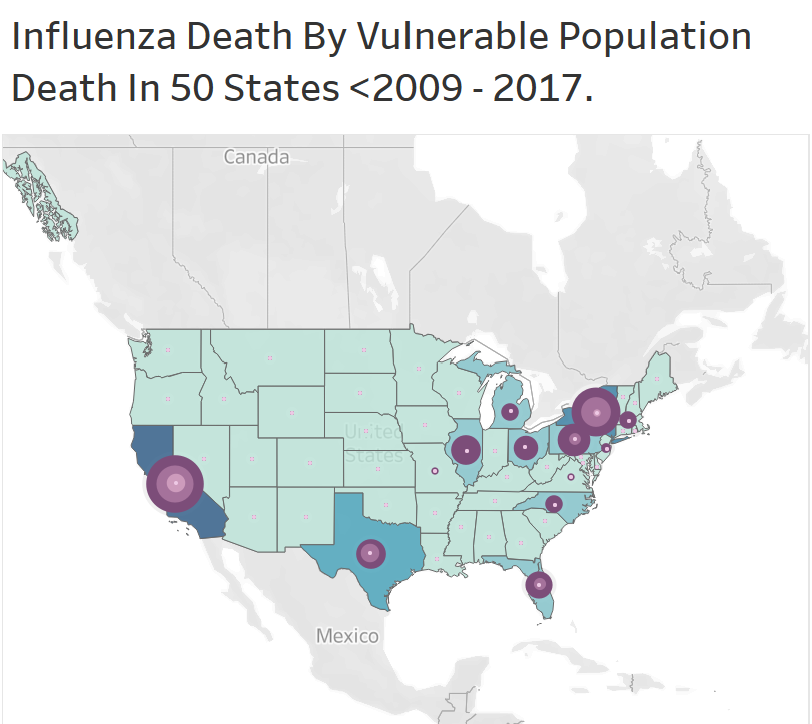 Influenza Death By Vulnerable Population
Death In 50 States <2009 - 2017.
Canada
United
States
Mexico